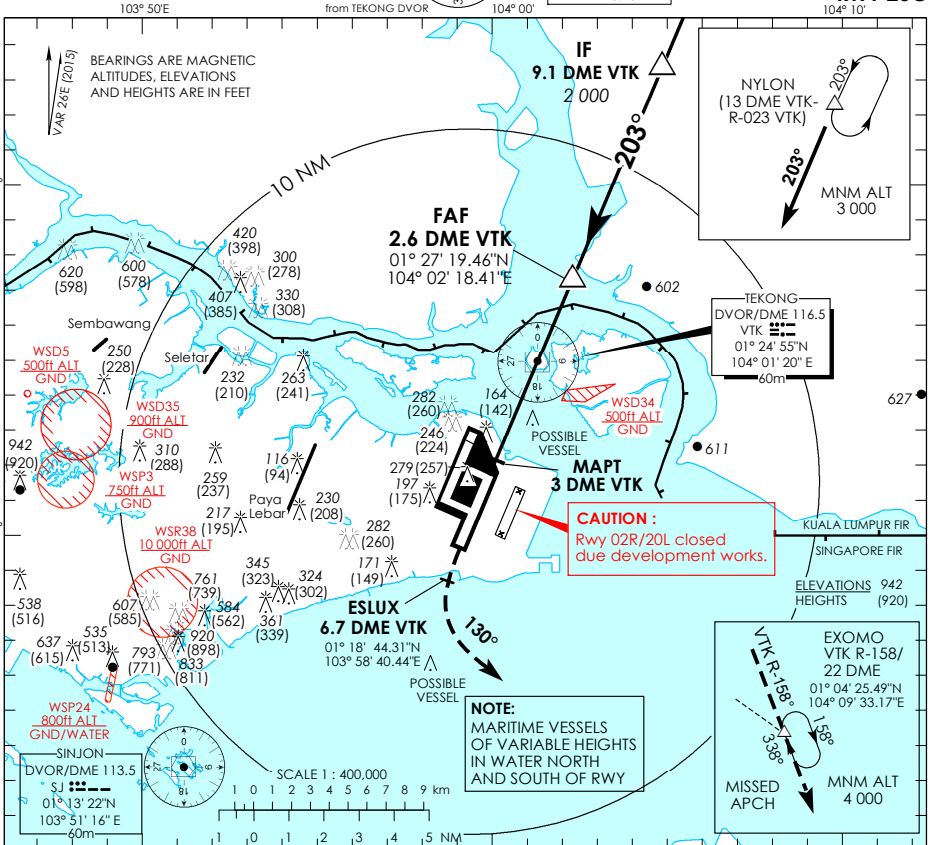 103° 50'E
from TEKONG DVOR
104° 00'
104° 10'
VAR 26'E (2015)
BEARINGS ARE MAGNETIC
ALTITUDES, ELEVATIONS
AND HEIGHTS ARE IN FEET
IF
9.1 DME VTK
2 000
203°
10 NM
NYLON
(13 DME VTK-
R-023 VTK)
203°
203°
MNM ALT
3 000
FAF
2.6 DME VTK
01° 27' 19.46"N
104° 02' 18.41"E
620
(598)
600
(578)
420
(398)
300
(278)
407
(385)
330
(308)
602
TEKONG
DVOR/DME 116.5
VTK
01° 24' 55"N
104° 01' 20" E
60m
Sembawang
Seletar
WSD5
500ft ALT
GND
250
(228)
232
(210)
263
(241)
0
9
18
27
WSD34
500ft ALT
GND
627
WSD35
900ft ALT
GND
282
(260)
164
(142)
246
(224)
POSSIBLE
VESSEL
611
942
(920)
310
(288)
WSP3
750ft ALT
GND
259
(237)
116
(94)
279 (257)
197
(175)
MAPT
3 DME VTK
Paya
Lebar
230
(208)
217
(195)
CAUTION :
Rwy 02R/20L closed
due development works.
KUALA LUMPUR FIR
SINGAPORE FIR
WSR38
10 000ft ALT
GND
282
(260)
171
(149)
345
(323)
324
(302)
361
(339)
761
(739)
584
(562)
607
(585)
538
(516)
ELEVATIONS 942
HEIGHTS (920)
ESLUX
6.7 DME VTK
01° 18' 44.31"N
103° 58' 40.44"E
130°
POSSIBLE
VESSEL
637
(615)
535
(513)
793
(771)
920
(898)
833
(811)
WSP24
800ft ALT
GND/WATER
NOTE:
MARITIME VESSELS
OF VARIABLE HEIGHTS
IN WATER NORTH
AND SOUTH OF RWY
VTK R-158°
EXOMO
VTK R-158/
22 DME
01° 04' 25.49"N
104° 09' 33.17"E
158°
338°
MISSED
APCH
MNM ALT
4 000
SINJON
DVOR/DME 113.5
SJ
01° 13' 22"N
103° 51' 16" E
60m
0
9
18
27
SCALE 1 : 400,000
1 0 1 2 3 4 5 6 7 8 9 km
1 0 1 2 3 4 5 NM